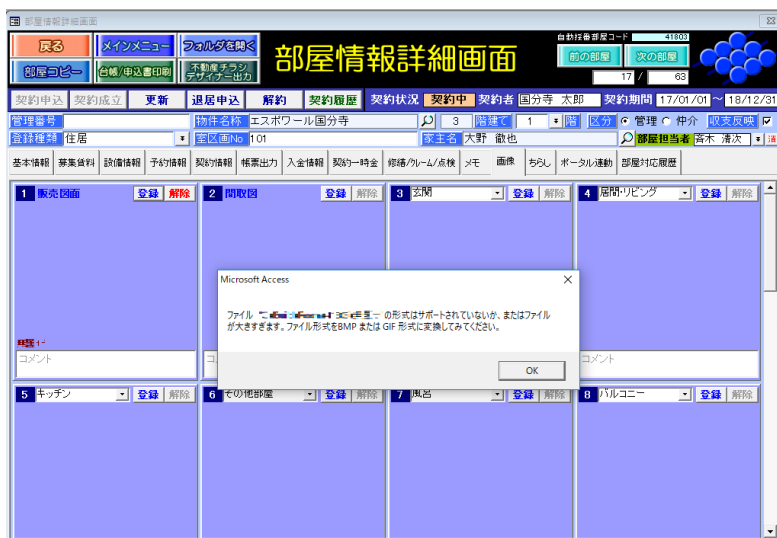 部屋情報詳細画面
戻る メインメニュー フォルダを開く 部屋情報詳細画面 自動採番部屋コード 41803
前の部屋 次の部屋
部屋コピー 台帳/申込書印刷 不動産チラシ
デザイナー出力
17 / 63
契約申込 契約成立 更新 退居申込 解約 契約履歴 契約状況 契約中 契約者 国分寺 太郎 契約期間 17/01/01 ~ 18/12/31
管理番号 物件名称 エスポワール国分寺 3 階建て 1 階 区分 管理 仲介 収支反映
登録種類 住居 室区画No 101 家主名 大野 徹也 部屋担当者 斉木 清次 消
基本情報 募集賃料 設備情報 予約情報 契約情報 帳票出力 入金情報 契約一時金 修繕/クレーム/点検 メモ 画像 ちらし ポータル連動 部屋対応履歴
1 販売図面 登録 解除 2 間取図 登録 解除 3 玄関 登録 解除 4 居間・リビング 登録 解除
Microsoft Access
ファイル の形式はサポートされていないか、またはファイル
が大きすぎます。ファイル形式をBMP または GIF 形式に変換してみてください。
OK
コメント コ コメント
5 キッチン 登録 解除 6 その他部屋 登録 解除 7 風呂 登録 解除 8 バルコニー 登録 解除